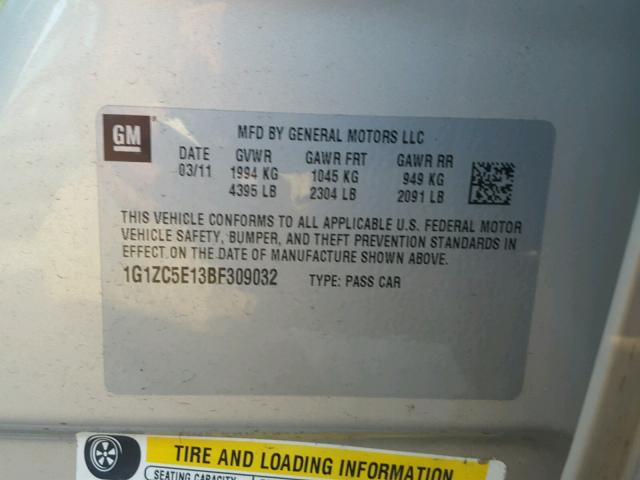 GM
MFD BY GENERAL MOTORS LLC
DATE GVWR GAWR FRT GAWR RR
03/11 1994 KG 1045 KG 949 KG
4395 LB 2304 LB 2091 LB
THIS VEHICLE CONFORMS TO ALL APPLICABLE U.S. FEDERAL MOTOR
VEHICLE SAFETY, BUMPER, AND THEFT PREVENTION STANDARDS IN
EFFECT ON THE DATE OF MANUFACTURE SHOWN ABOVE.
1G1ZC5E13BF309032 TYPE: PASS CAR
TIRE AND LOADING INFORMATION
SEATING CAPACITY